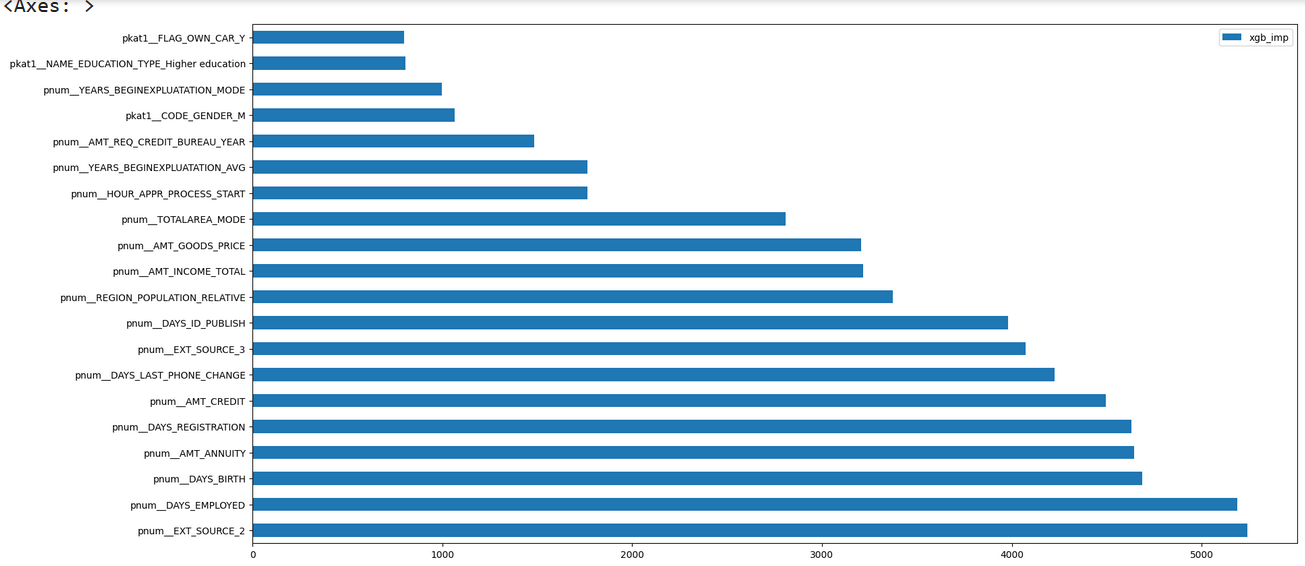 <Axes: >
xgb_imp
pkat1__FLAG_OWN_CAR_Y
pkat1__NAME_EDUCATION_TYPE_Higher education
pnum__YEARS_BEGINEXPLUATATION_MODE
pkat1__CODE_GENDER_M
pnum__AMT_REQ_CREDIT_BUREAU_YEAR
pnum__YEARS_BEGINEXPLUATATION_AVG
pnum__HOUR_APPR_PROCESS_START
pnum__TOTALAREA_MODE
pnum__AMT_GOODS_PRICE
pnum__AMT_INCOME_TOTAL
pnum__REGION_POPULATION_RELATIVE
pnum__DAYS_ID_PUBLISH
pnum__EXT_SOURCE_3
pnum__DAYS_LAST_PHONE_CHANGE
pnum__AMT_CREDIT
pnum__DAYS_REGISTRATION
pnum__AMT_ANNUITY
pnum__DAYS_BIRTH
pnum__DAYS_EMPLOYED
pnum__EXT_SOURCE_2
0 1000 2000 3000 4000 5000